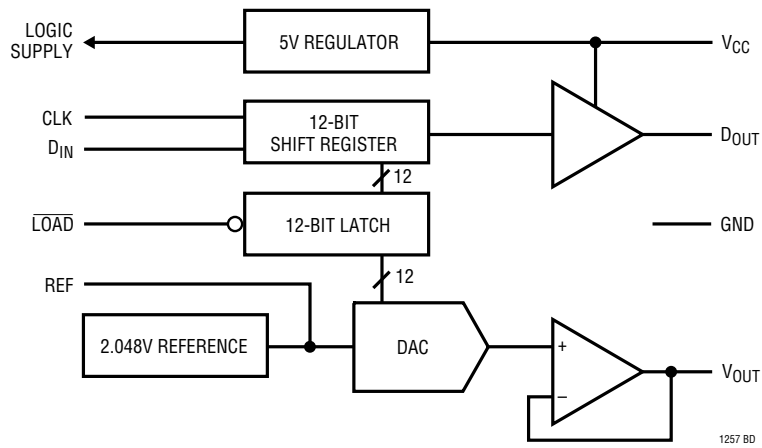 LOGIC
SUPPLY
5V REGULATOR
VCC
CLK
DIN
12-BIT
SHIFT REGISTER
DOUT
12
LOAD
12-BIT LATCH
GND
12
REF
2.048V REFERENCE
DAC
+
–
VOUT
1257 BD